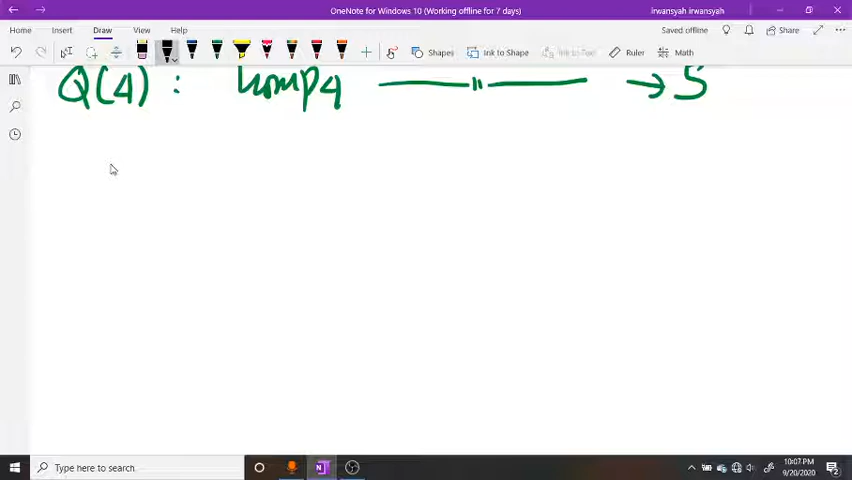 OneNote for Windows 10 (Working offline for 7 days)
irwansyah irwansyah
Home Insert Draw View Help
Saved offline
Share
Shapes Ink to Shape Ink to Text Ruler Math
Q(4) : komp4 —— 11 —— → 5
Type here to search
10:07 PM
9/20/2020